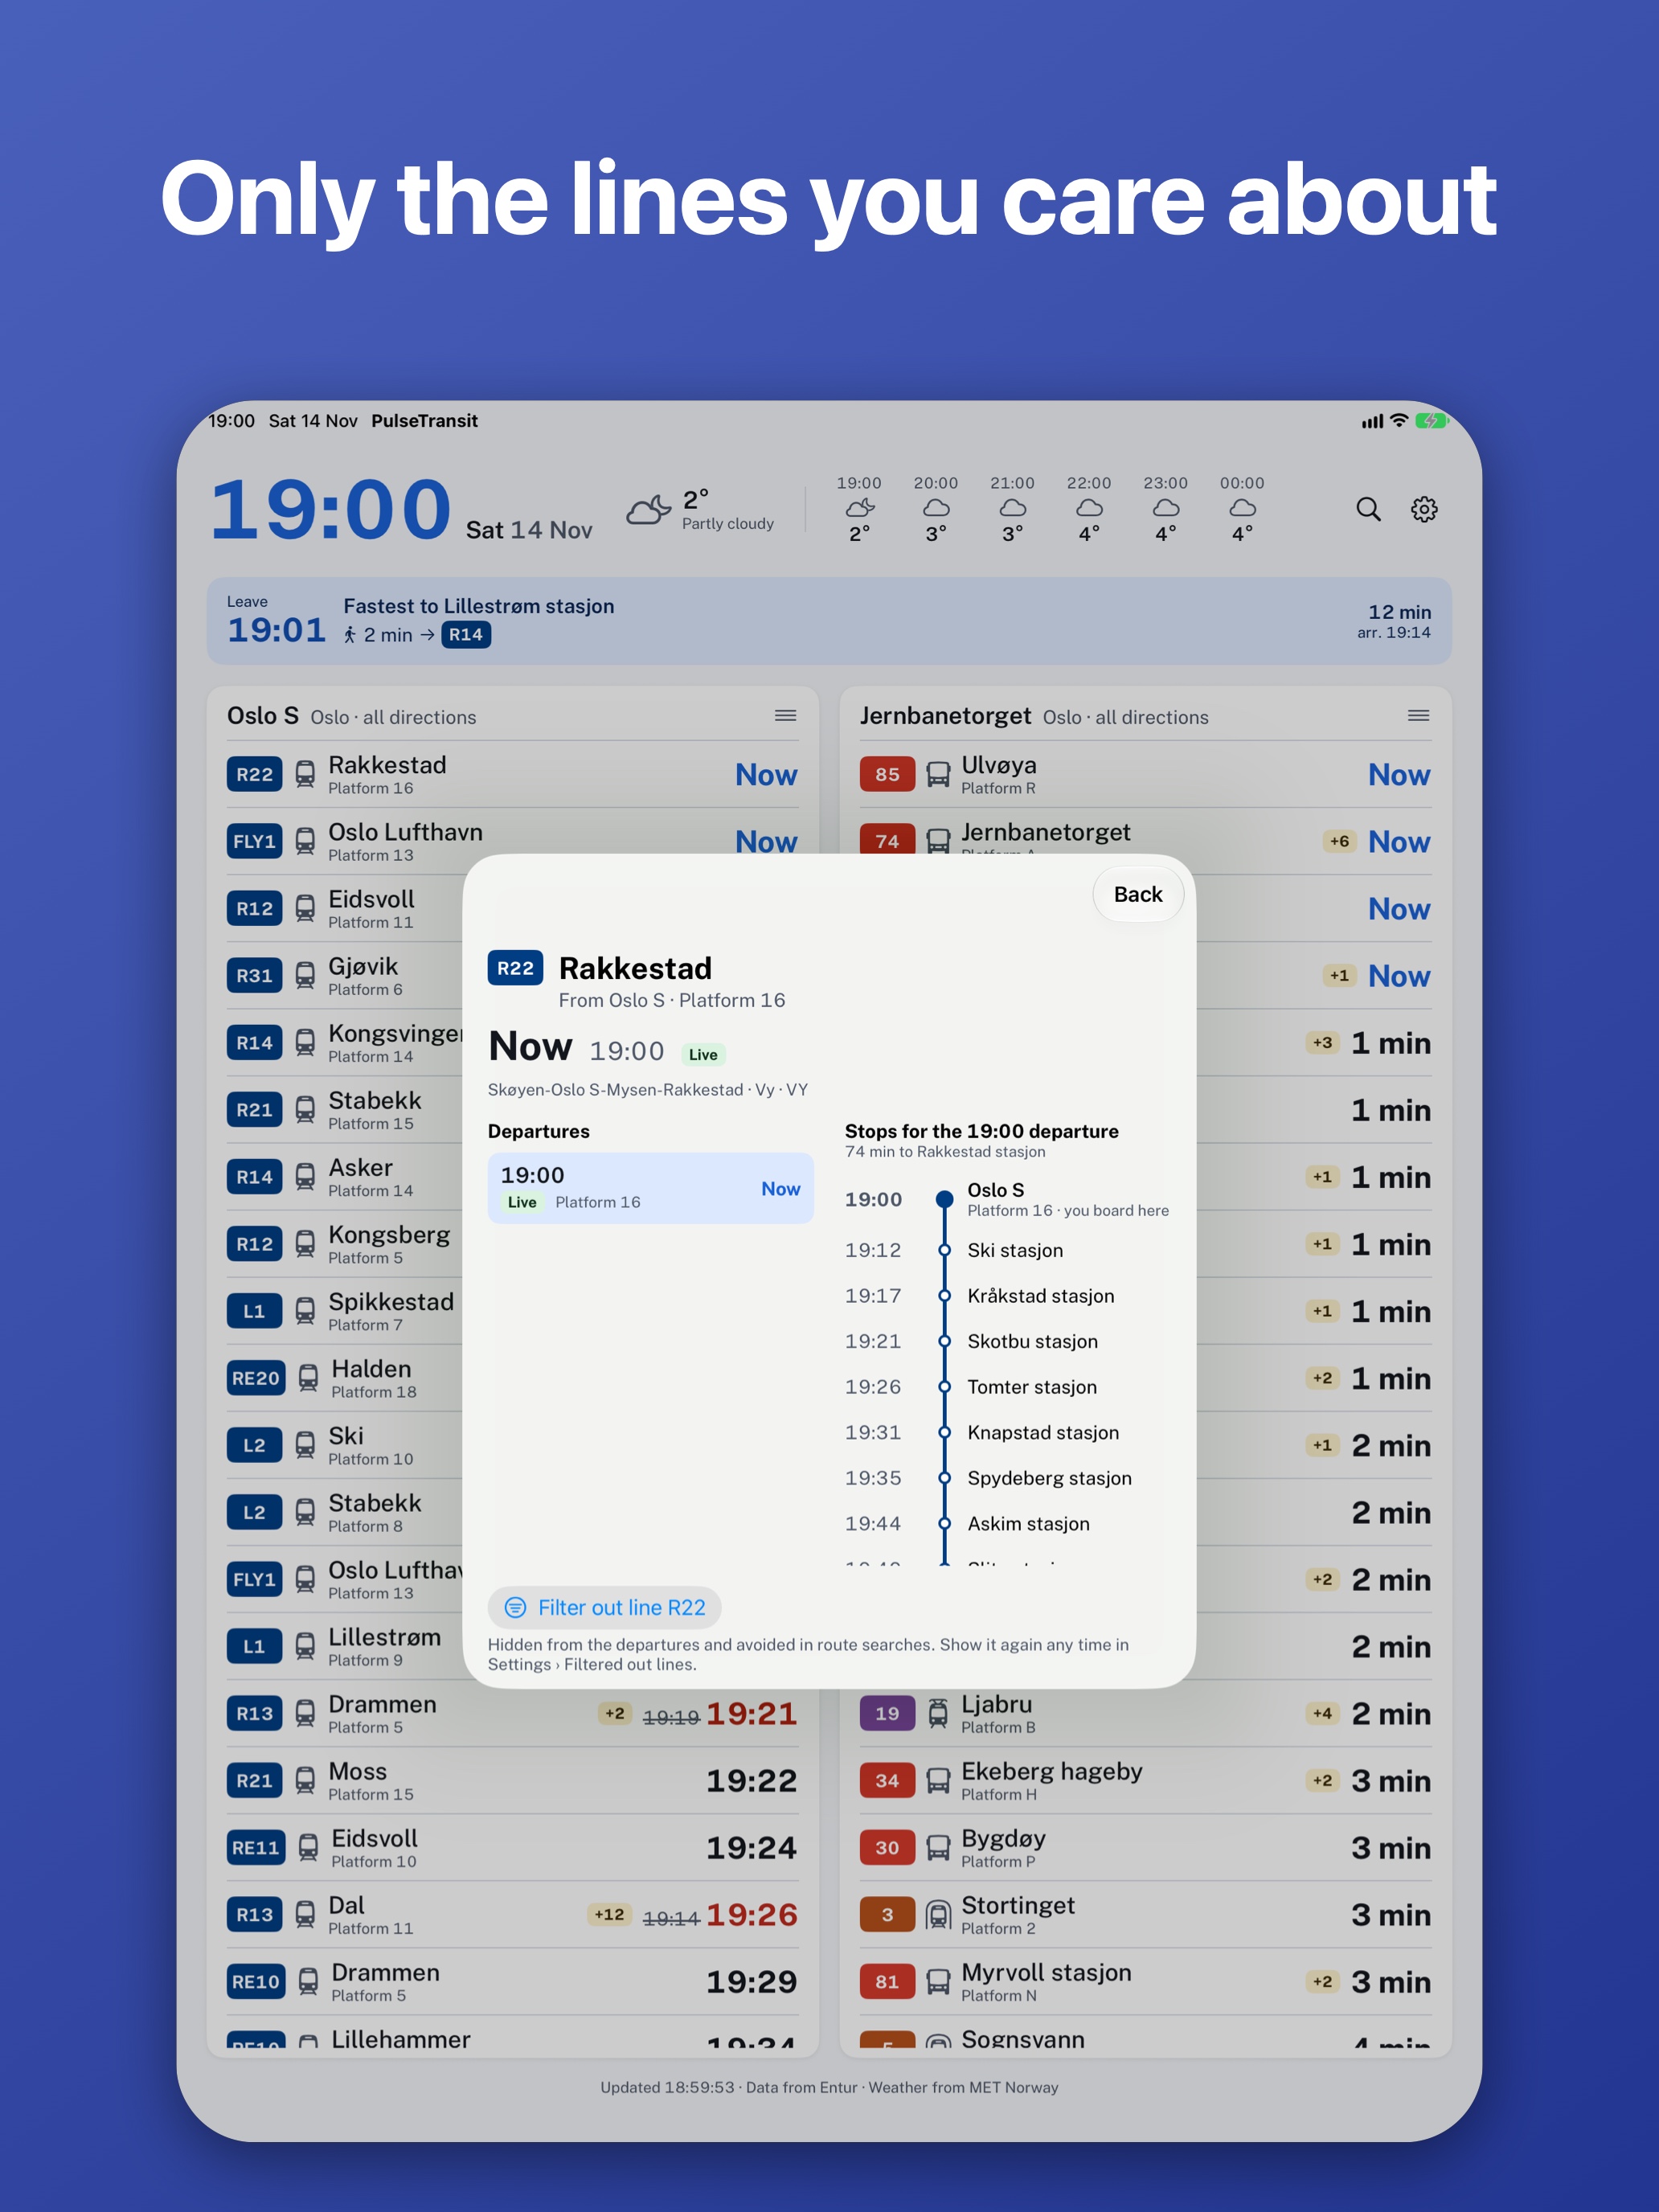 Only the lines you care about
19:00 Sat 14 Nov PulseTransit
19:00 Sat 14 Nov
2°
Partly cloudy
19:00 20:00 21:00 22:00 23:00 00:00
2° 3° 3° 4° 4° 4°
Leave
19:01
Fastest to Lillestrøm stasjon
2 min → R14
12 min
arr. 19:14
Oslo S Oslo · all directions
R22 Rakkestad Now
Platform 16
FLY1 Oslo Lufthavn Now
Platform 13
R12 Eidsvoll
Platform 11
R31 Gjøvik
Platform 6
R14 Kongsvinger
Platform 14
R21 Stabekk
Platform 15
R14 Asker
Platform 14
R12 Kongsberg
Platform 5
L1 Spikkestad
Platform 7
RE20 Halden
Platform 18
L2 Ski
Platform 10
L2 Stabekk
Platform 8
FLY1 Oslo
Platform 13
L1 Lillestrøm
Platform 9
R13 Drammen +2 19:19 19:21
Platform 5
R21 Moss 19:22
Platform 15
RE11 Eidsvoll 19:24
Platform 10
R13 Dal +12 19:14 19:26
Platform 11
RE10 Drammen 19:29
Platform 5
RE10 Lillehammer 19:34
Jernbanetorget Oslo · all directions
85 Ulvøya Now
Platform R
74 Jernbanetorget +6 Now
Now
+1 Now
+3 1 min
1 min
+1 1 min
+1 1 min
+1 1 min
+2 1 min
+1 2 min
2 min
+2 2 min
2 min
19 Ljabru +4 2 min
Platform B
34 Ekeberg hageby +2 3 min
Platform H
30 Bygdøy 3 min
Platform P
3 Stortinget 3 min
Platform 2
81 Myrvoll stasjon +2 3 min
Platform N
5 Sognsvann 4 min
Back
R22 Rakkestad
From Oslo S · Platform 16
Now 19:00 Live
Skøyen-Oslo S-Mysen-Rakkestad · Vy · VY
Departures
19:00
Live Platform 16
Now
Stops for the 19:00 departure
74 min to Rakkestad stasjon
19:00 Oslo S
Platform 16 · you board here
19:12 Ski stasjon
19:17 Kråkstad stasjon
19:21 Skotbu stasjon
19:26 Tomter stasjon
19:31 Knapstad stasjon
19:35 Spydeberg stasjon
19:44 Askim stasjon
Filter out line R22
Hidden from the departures and avoided in route searches. Show it again any time in
Settings › Filtered out lines.
Updated 18:59:53 · Data from Entur · Weather from MET Norway